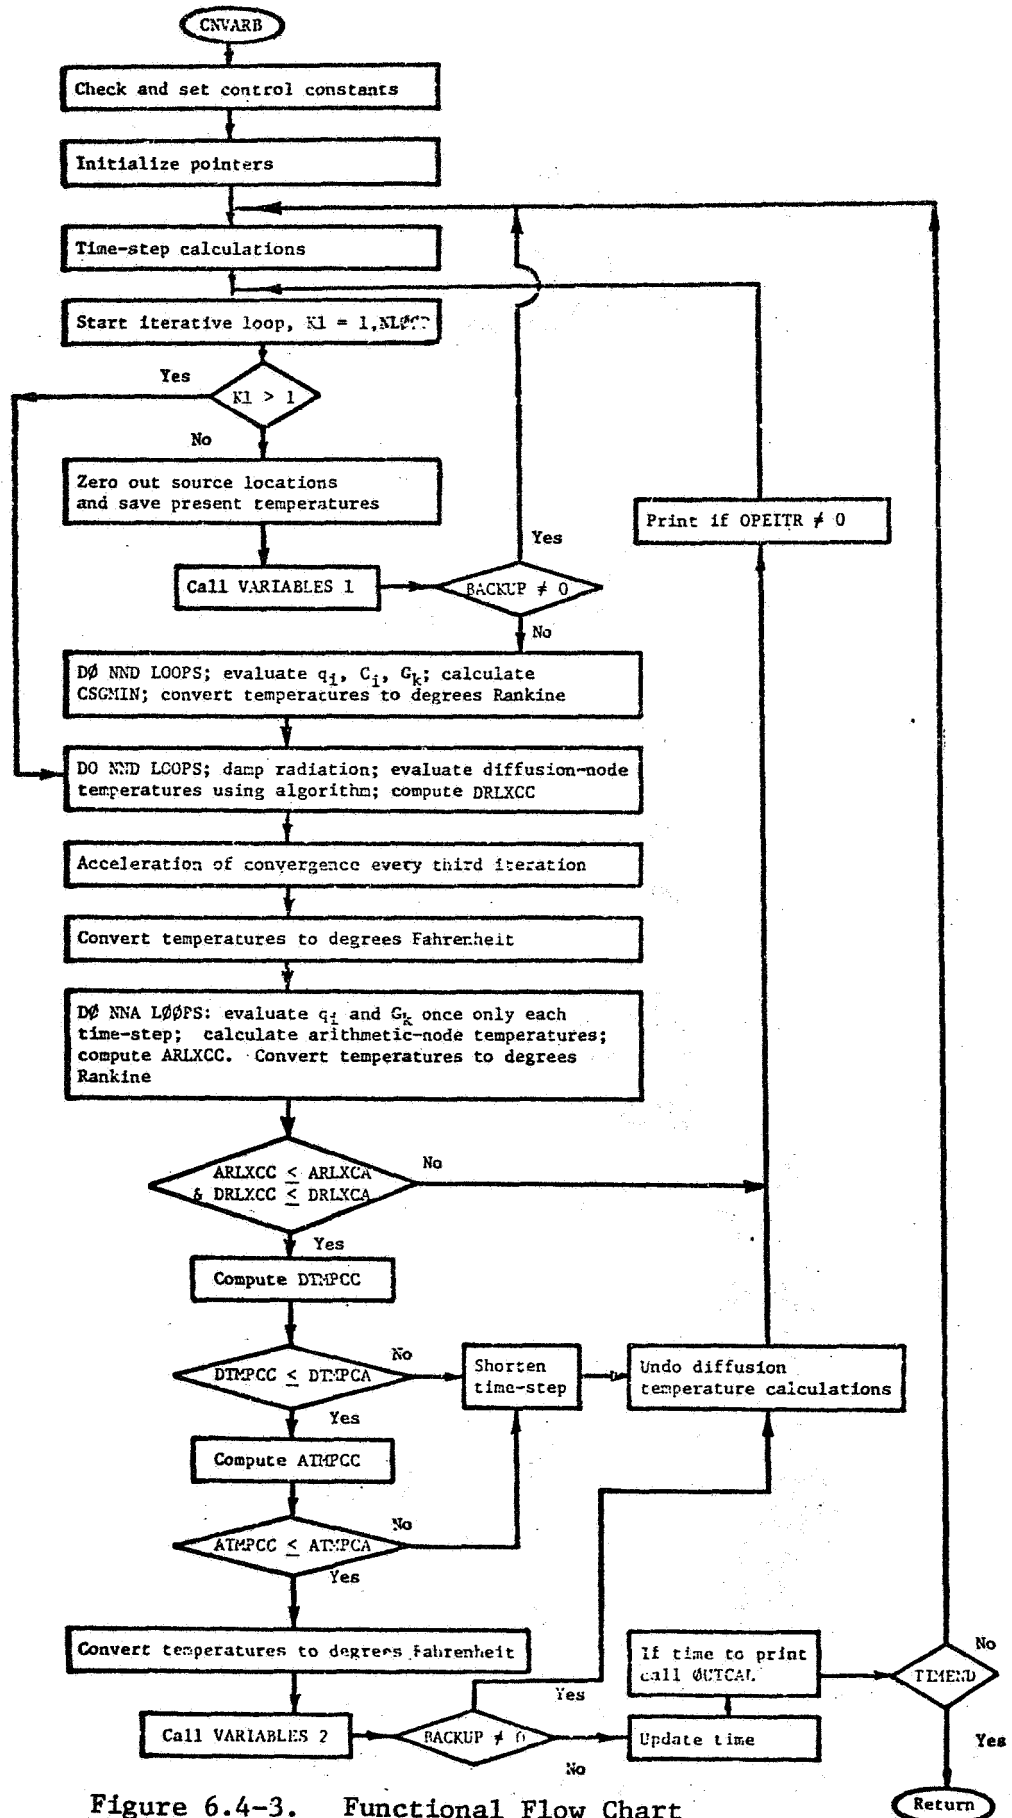 CNVARB
Check and set control constants
Initialize pointers
Time-step calculations
Start iterative loop, K1 = 1,
Yes
K1 > 1
No
Zero out source locations
and save present temperatures
Print if OPEITR ≠ 0
Yes
Call VARIABLES 1
BACKUP ≠ 0
No
DØ NND LOOPS; evaluate qi, Ci, Gk; calculate
CSGMIN; convert temperatures to degrees Rankine
DO NND LOOPS; damp radiation; evaluate diffusion-node
temperatures using algorithm; compute DRLXCC
Acceleration of convergence every third iteration
Convert temperatures to degrees Fahrenheit
DØ NNA LØØPS: evaluate qi and Gk once only each
time-step; calculate arithmetic-node temperatures;
compute ARLXCC. Convert temperatures to degrees
Rankine
ARLXCC ≤ ARLXCA
& DRLXCC ≤ DRLXCA
No
Yes
Compute DTMPCC
DTMPCC ≤ DTMPCA
No
Shorten
time-step
Undo diffusion
temperature calculations
Yes
Compute ATMPCC
ATMPCC ≤ ATMPCA
No
Yes
Convert temperatures to degrees Fahrenheit
If time to print
call ØUTCAL
TIMEND
No
Yes
Call VARIABLES 2
BACKUP ≠ 0
Yes
No
Update time
Return
Figure 6.4-3. Functional Flow Chart